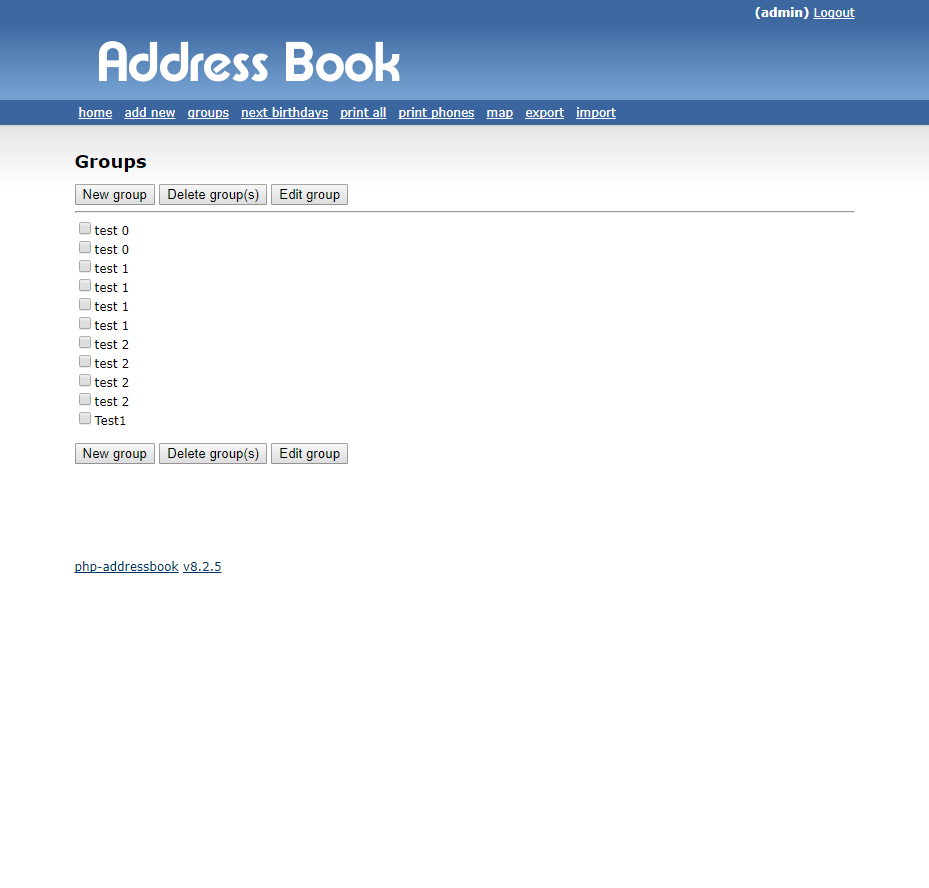 (admin) Logout
Address Book
home add new groups next birthdays print all print phones map export import
Groups
New group Delete group(s) Edit group
test 0
test 0
test 1
test 1
test 1
test 1
test 2
test 2
test 2
test 2
Test1
New group Delete group(s) Edit group
php-addressbook v8.2.5